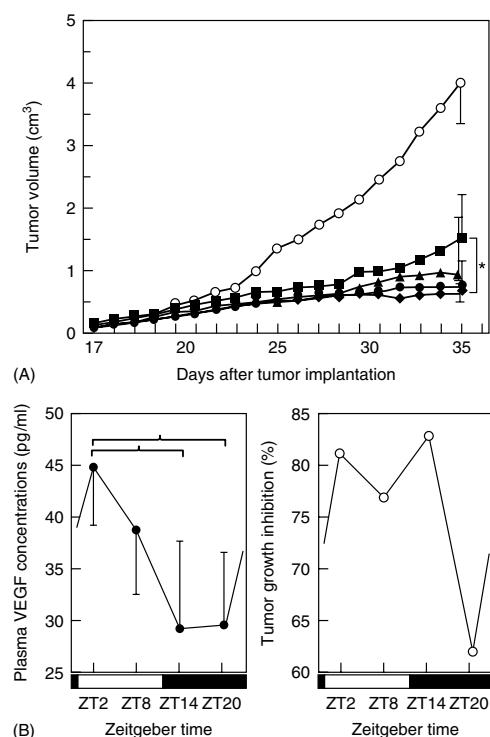 5
4
3
2
1
0
Tumor volume (cm3)
17 20 25 30 35
*
(A)
Days after tumor implantation
50
45
40
35
30
25
Plasma VEGF concentrations (pg/ml)
ZT2 ZT8 ZT14 ZT20
Zeitgeber time
85
80
75
70
65
60
Tumor growth inhibition (%)
ZT2 ZT8 ZT14 ZT20
Zeitgeber time
(B)